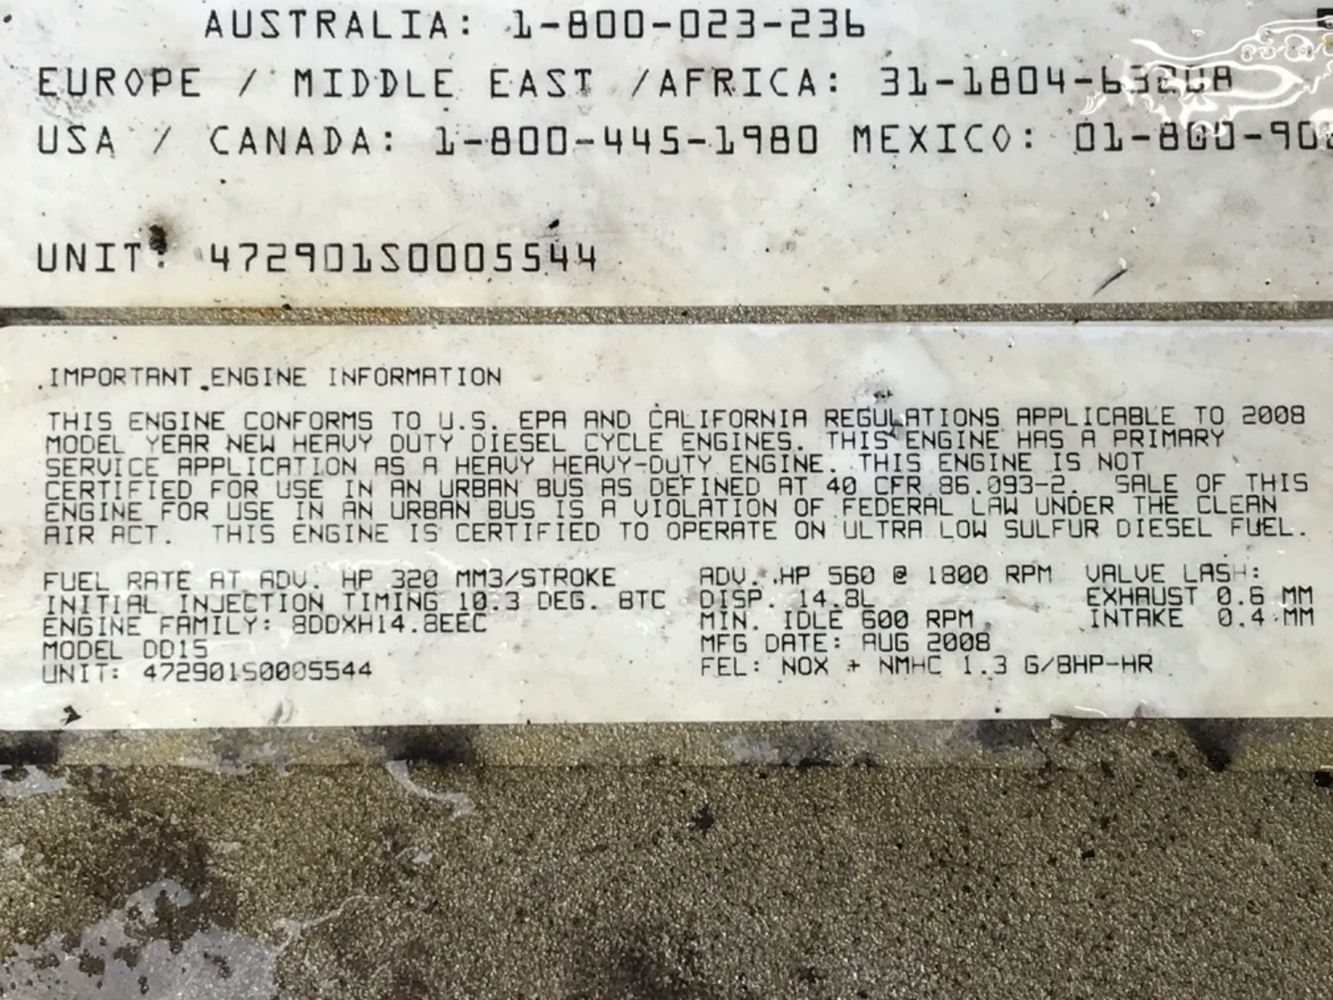 AUSTRALIA: 1-800-023-236
EUROPE / MIDDLE EAST /AFRICA: 31-1804-63208
USA / CANADA: 1-800-445-1980 MEXICO: 01-800-90
UNIT: 472901S0005544
IMPORTANT ENGINE INFORMATION
THIS ENGINE CONFORMS TO U.S. EPA AND CALIFORNIA REGULATIONS APPLICABLE TO 2008
MODEL YEAR NEW HEAVY DUTY DIESEL CYCLE ENGINES. THIS ENGINE HAS A PRIMARY
SERVICE APPLICATION AS A HEAVY HEAVY-DUTY ENGINE. THIS ENGINE IS NOT
CERTIFIED FOR USE IN AN URBAN BUS AS DEFINED AT 40 CFR 86.093-2. SALE OF THIS
ENGINE FOR USE IN AN URBAN BUS IS A VIOLATION OF FEDERAL LAW UNDER THE CLEAN
AIR ACT. THIS ENGINE IS CERTIFIED TO OPERATE ON ULTRA LOW SULFUR DIESEL FUEL.
FUEL RATE AT ADV. HP 320 MM3/STROKE ADV. HP 560 @ 1800 RPM VALVE LASH:
INITIAL INJECTION TIMING 10.3 DEG. BTC DISP. 14.8L EXHAUST 0.6 MM
ENGINE FAMILY: 8DDXH14.8EEC MIN. IDLE 600 RPM INTAKE 0.4 MM
MODEL DD15 MFG DATE: AUG 2008
UNIT: 472901S0005544 FEL: NOX + NMHC 1.3 G/BHP-HR